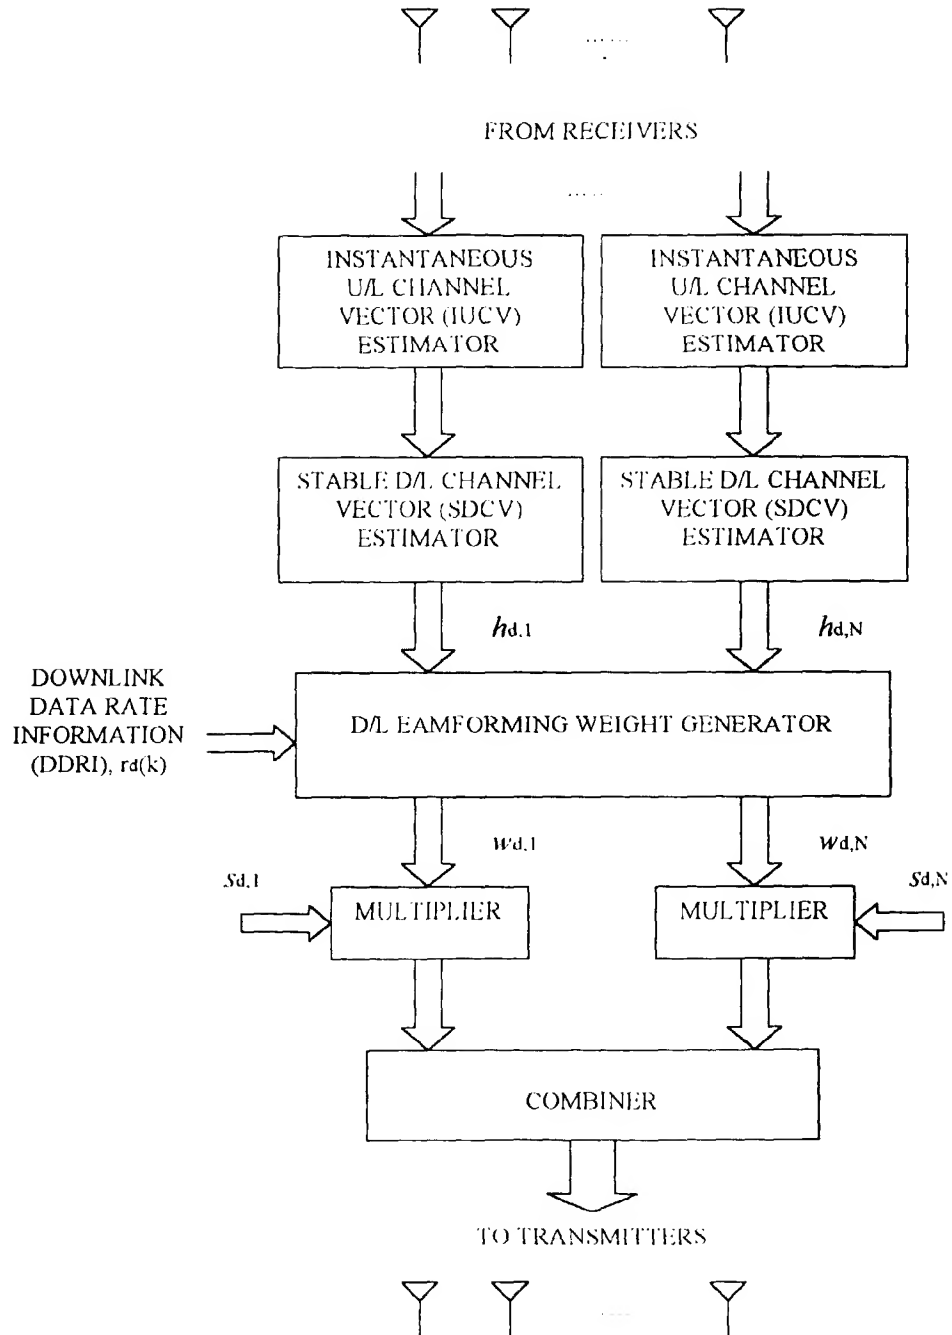 FROM RECEIVERS
INSTANTANEOUS
U/L CHANNEL
VECTOR (IUCV)
ESTIMATOR
INSTANTANEOUS
U/L CHANNEL
VECTOR (IUCV)
ESTIMATOR
STABLE D/L CHANNEL
VECTOR (SDCV)
ESTIMATOR
STABLE D/L CHANNEL
VECTOR (SDCV)
ESTIMATOR
hd,1
hd,N
DOWNLINK
DATA RATE
INFORMATION
(DDRI), rd(k)
D/L EAMFORMING WEIGHT GENERATOR
wd,1
wd,N
sd,1
sd,N
MULTIPLIER
MULTIPLIER
COMBINER
TO TRANSMITTERS